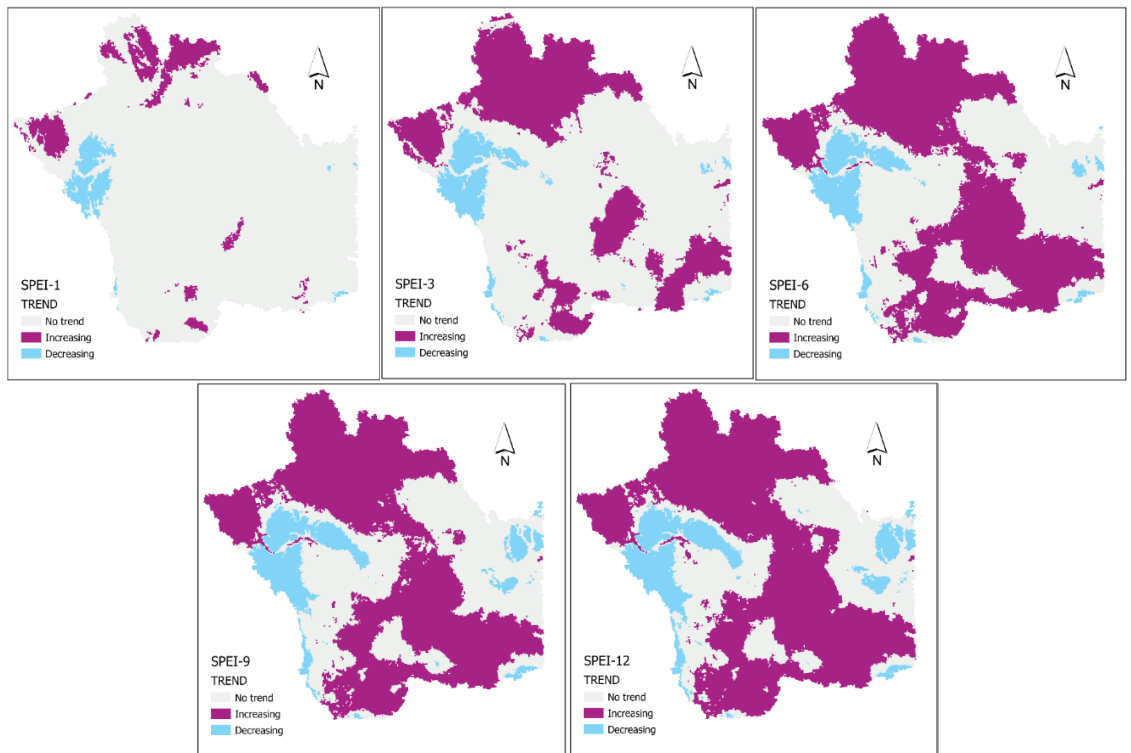 N
SPEI-1
TREND
No trend
Increasing
Decreasing
N
SPEI-3
TREND
No trend
Increasing
Decreasing
N
SPEI-6
TREND
No trend
Increasing
Decreasing
N
SPEI-9
TREND
No trend
Increasing
Decreasing
N
SPEI-12
TREND
No trend
Increasing
Decreasing